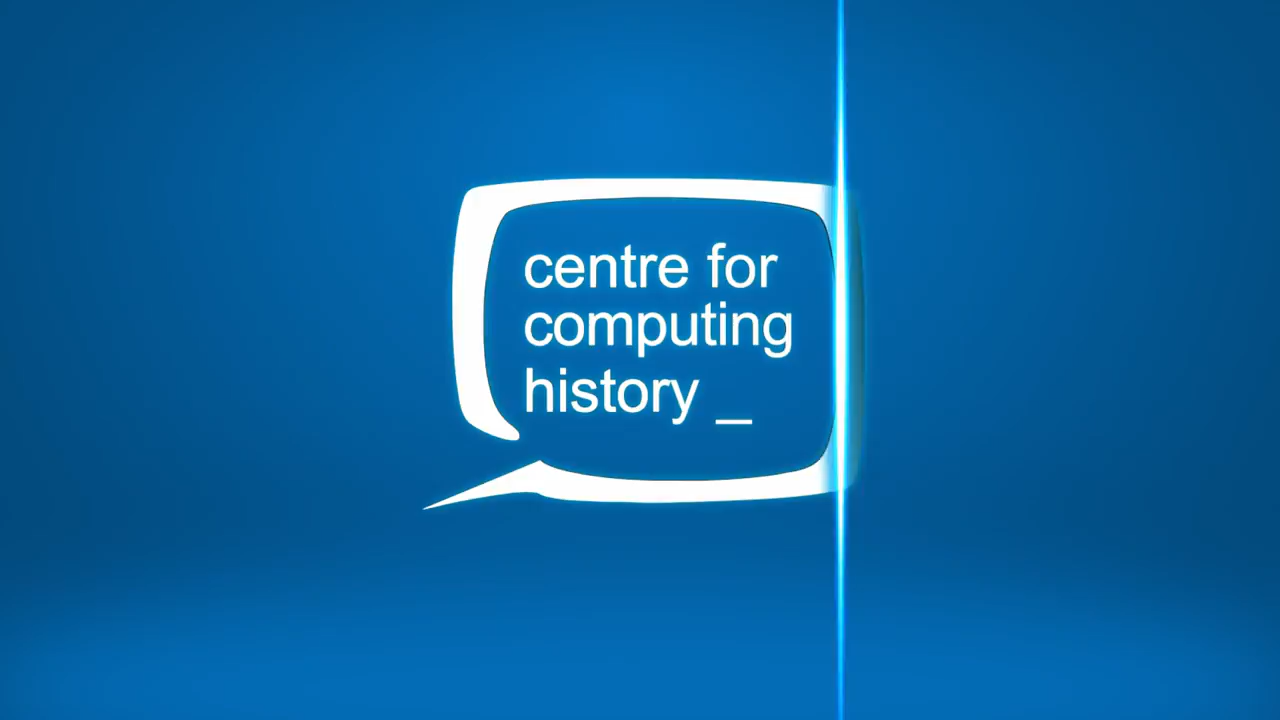 centre for
computing
history _